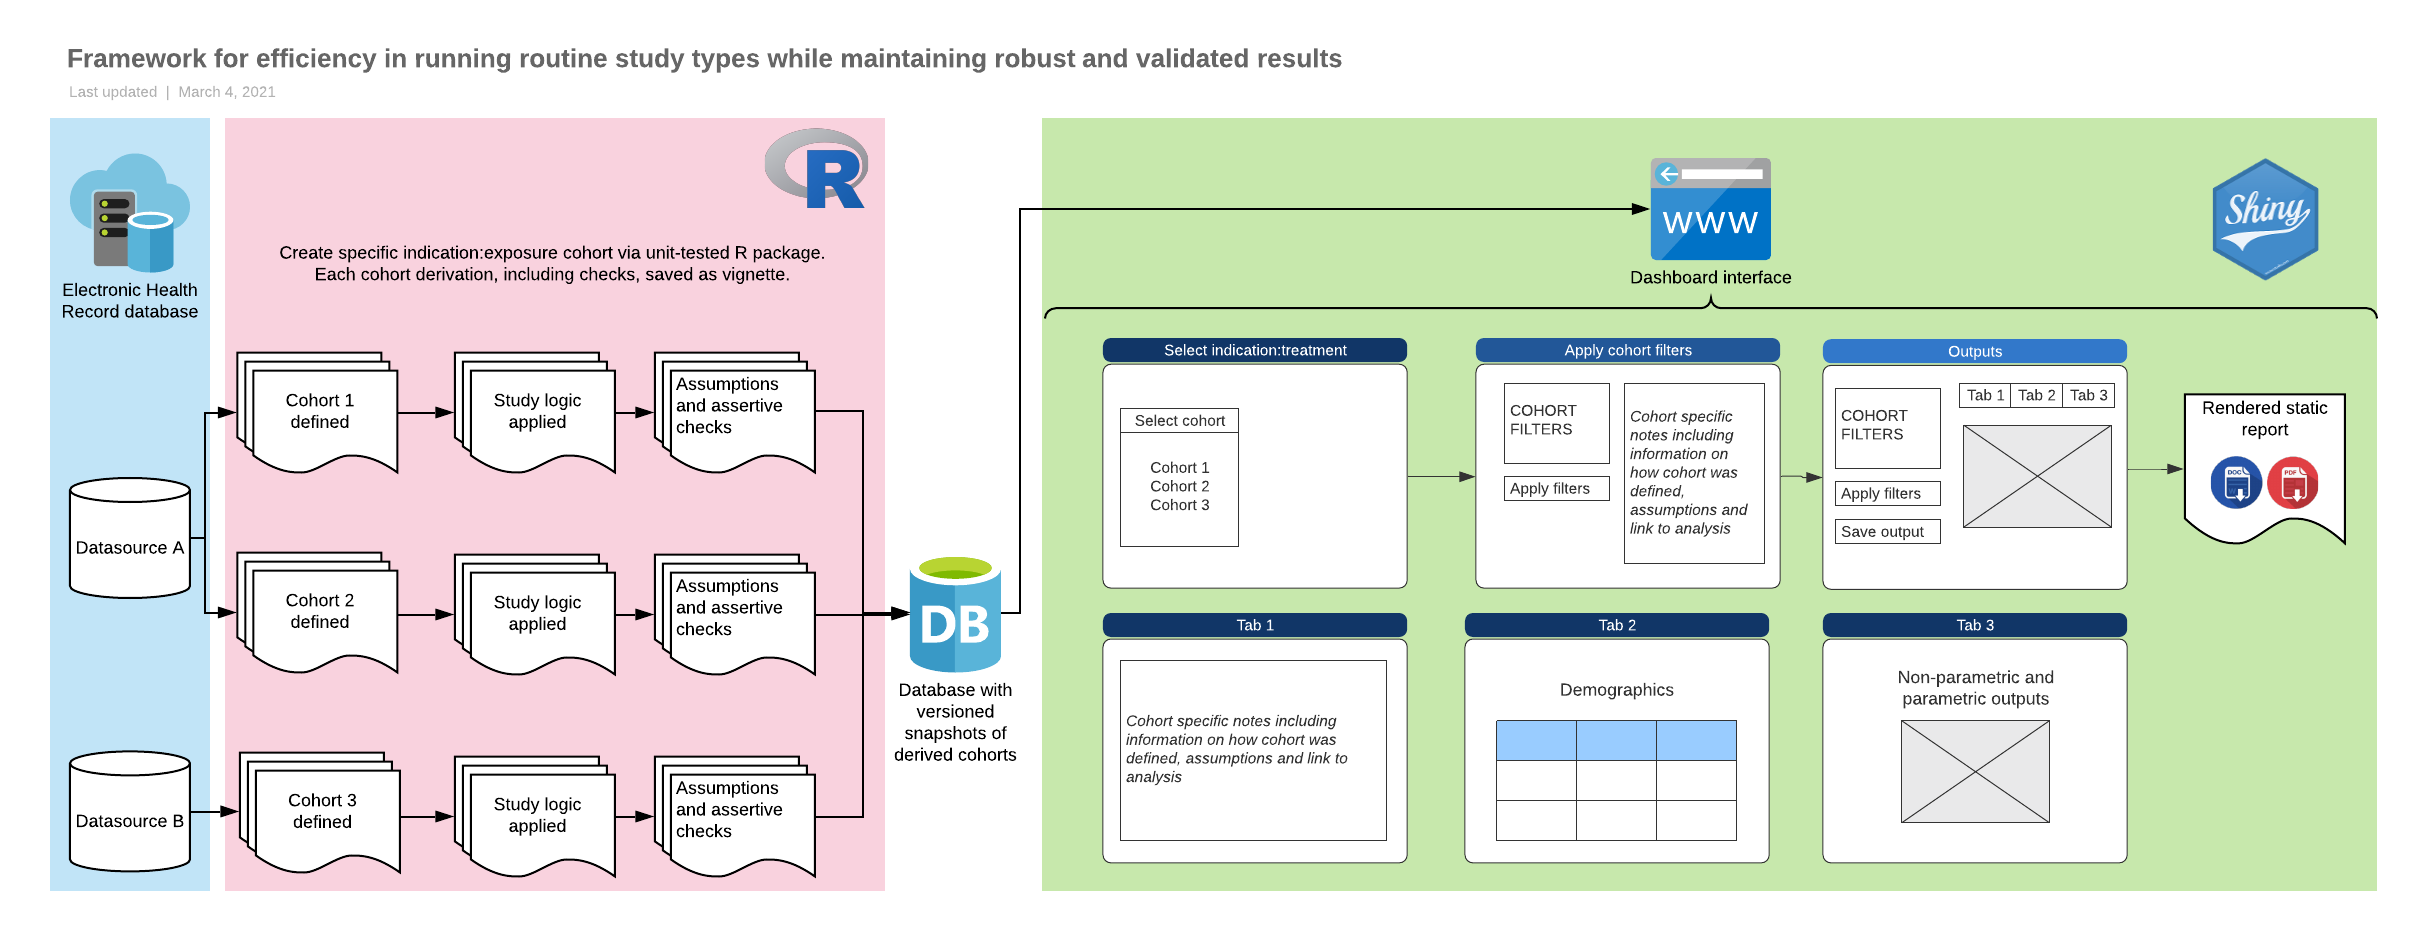 Framework for efficiency in running routine study types while maintaining robust and validated results
Last updated | March 4, 2021
Electronic Health
Record database
Datasource A
Datasource B
R
Create specific indication:exposure cohort via unit-tested R package.
Each cohort derivation, including checks, saved as vignette.
Cohort 1
defined
Study logic
applied
Assumptions
and assertive
checks
Cohort 2
defined
Study logic
applied
Assumptions
and assertive
checks
Cohort 3
defined
Study logic
applied
Assumptions
and assertive
checks
DB
Database with
versioned
snapshots of
derived cohorts
WWW
Dashboard interface
Shiny
Select indication:treatment
Select cohort
Cohort 1
Cohort 2
Cohort 3
Apply cohort filters
COHORT
FILTERS
Apply filters
Cohort specific
notes including
information on
how cohort was
defined,
assumptions and
link to analysis
Outputs
COHORT
FILTERS
Apply filters
Save output
Tab 1 Tab 2 Tab 3
Rendered static
report
DOC
PDF
Tab 1
Cohort specific notes including
information on how cohort was
defined, assumptions and link to
analysis
Tab 2
Demographics
Tab 3
Non-parametric and
parametric outputs